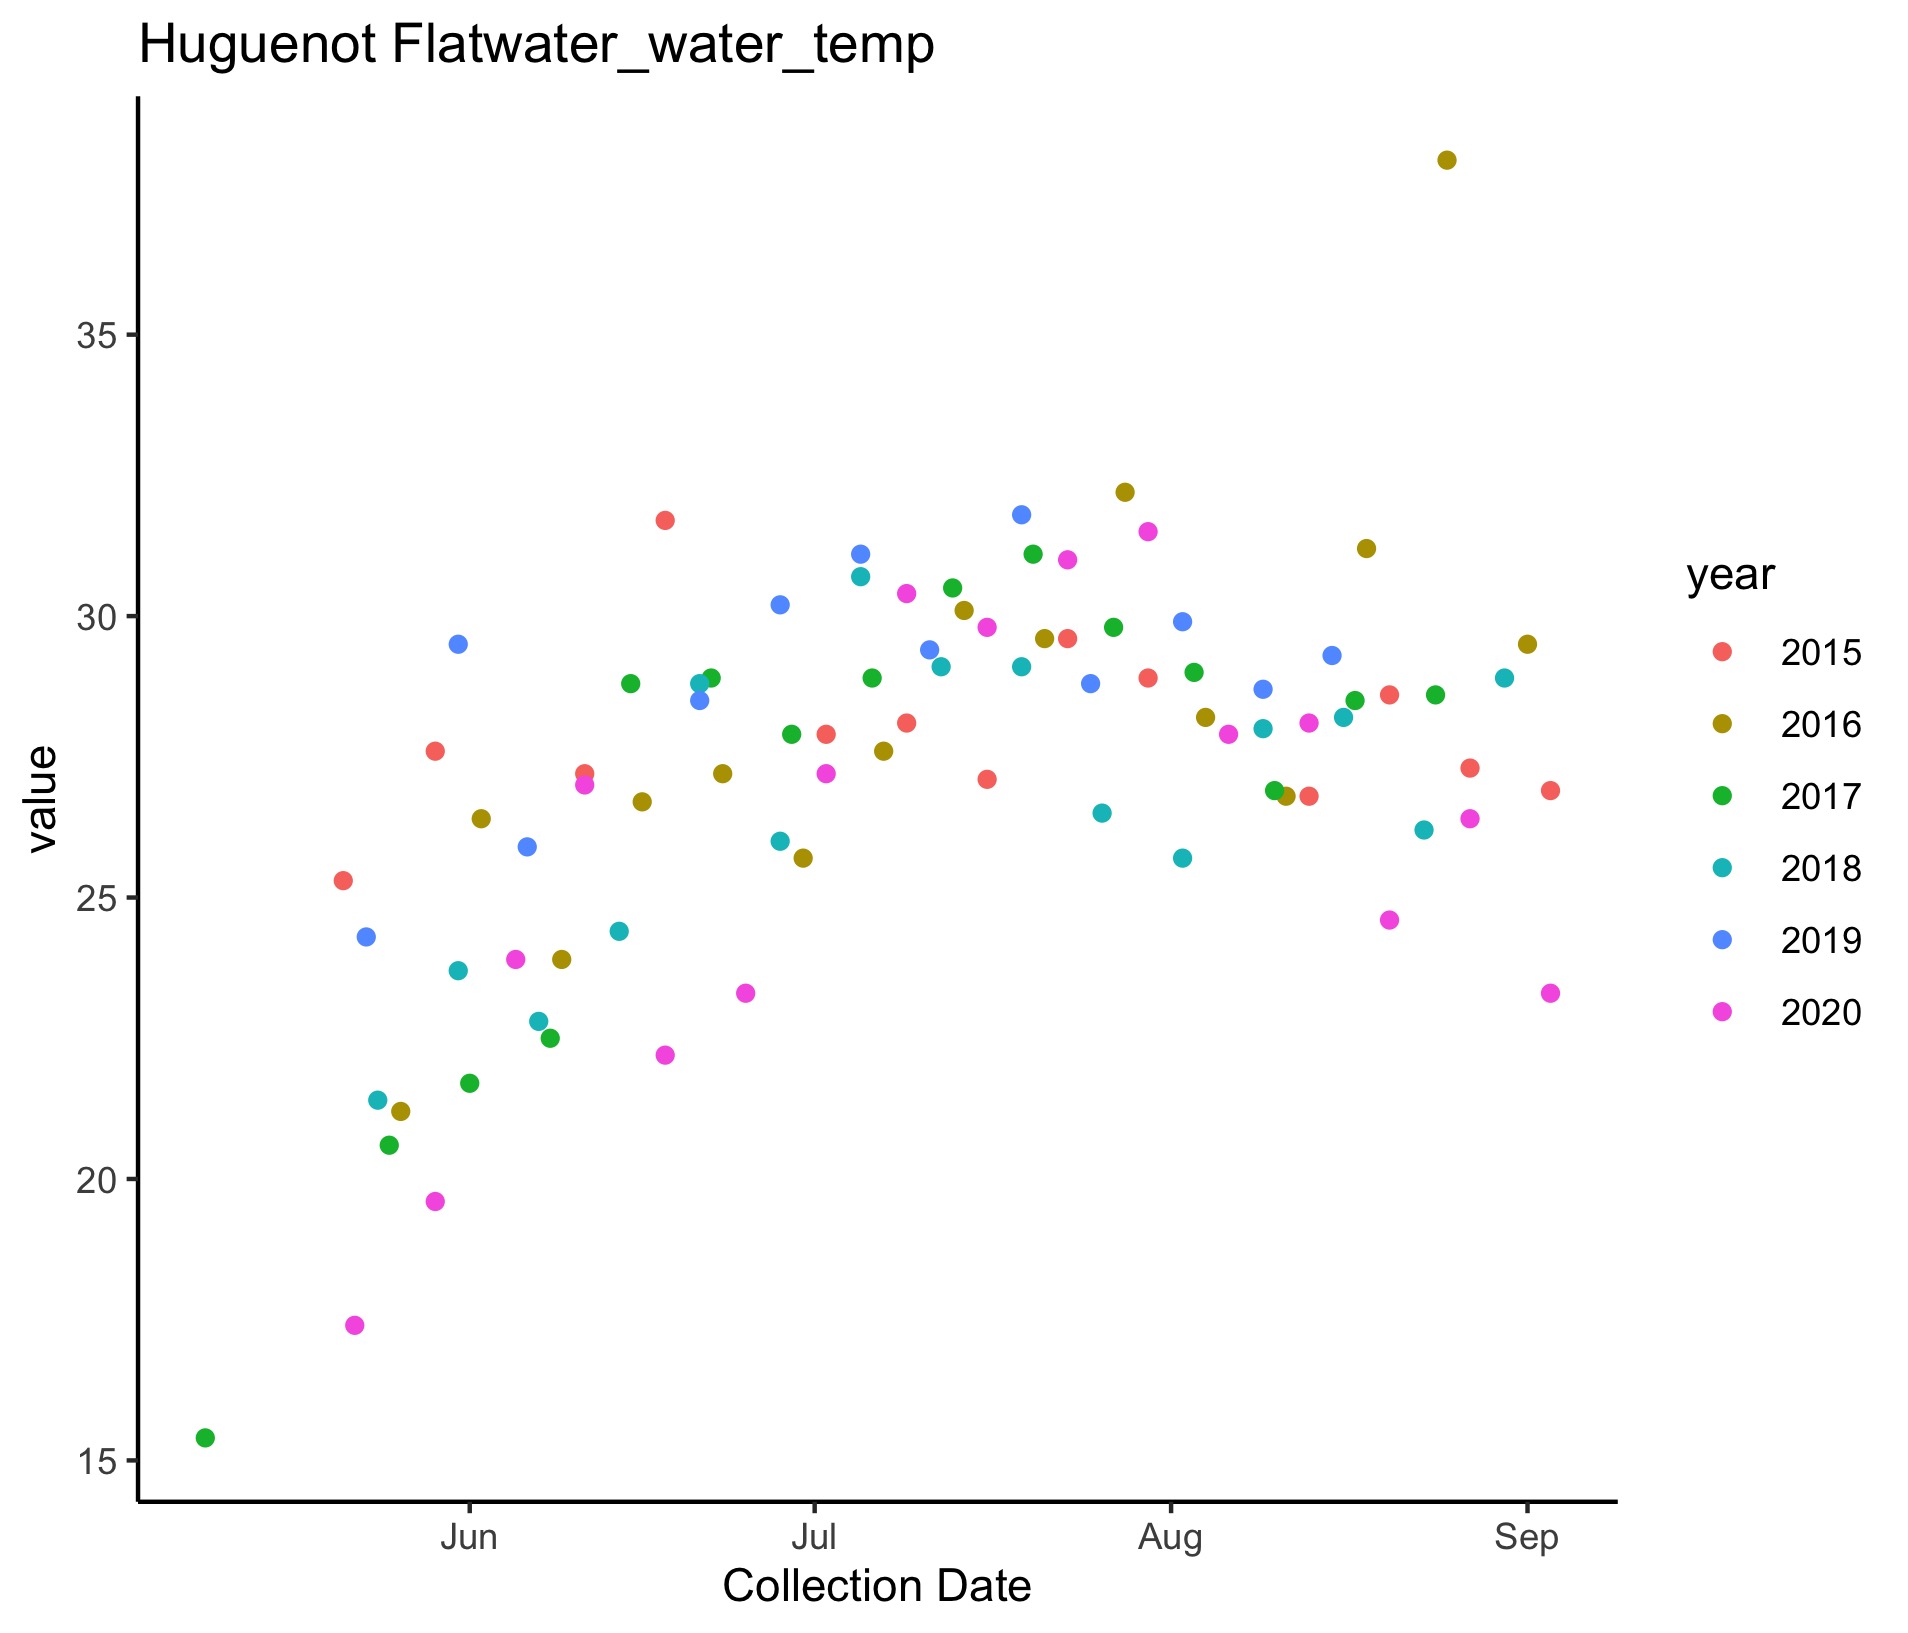 Huguenot Flatwater_water_temp
35
30
25
20
15
value
Jun
Jul
Aug
Sep
Collection Date
year
2015
2016
2017
2018
2019
2020